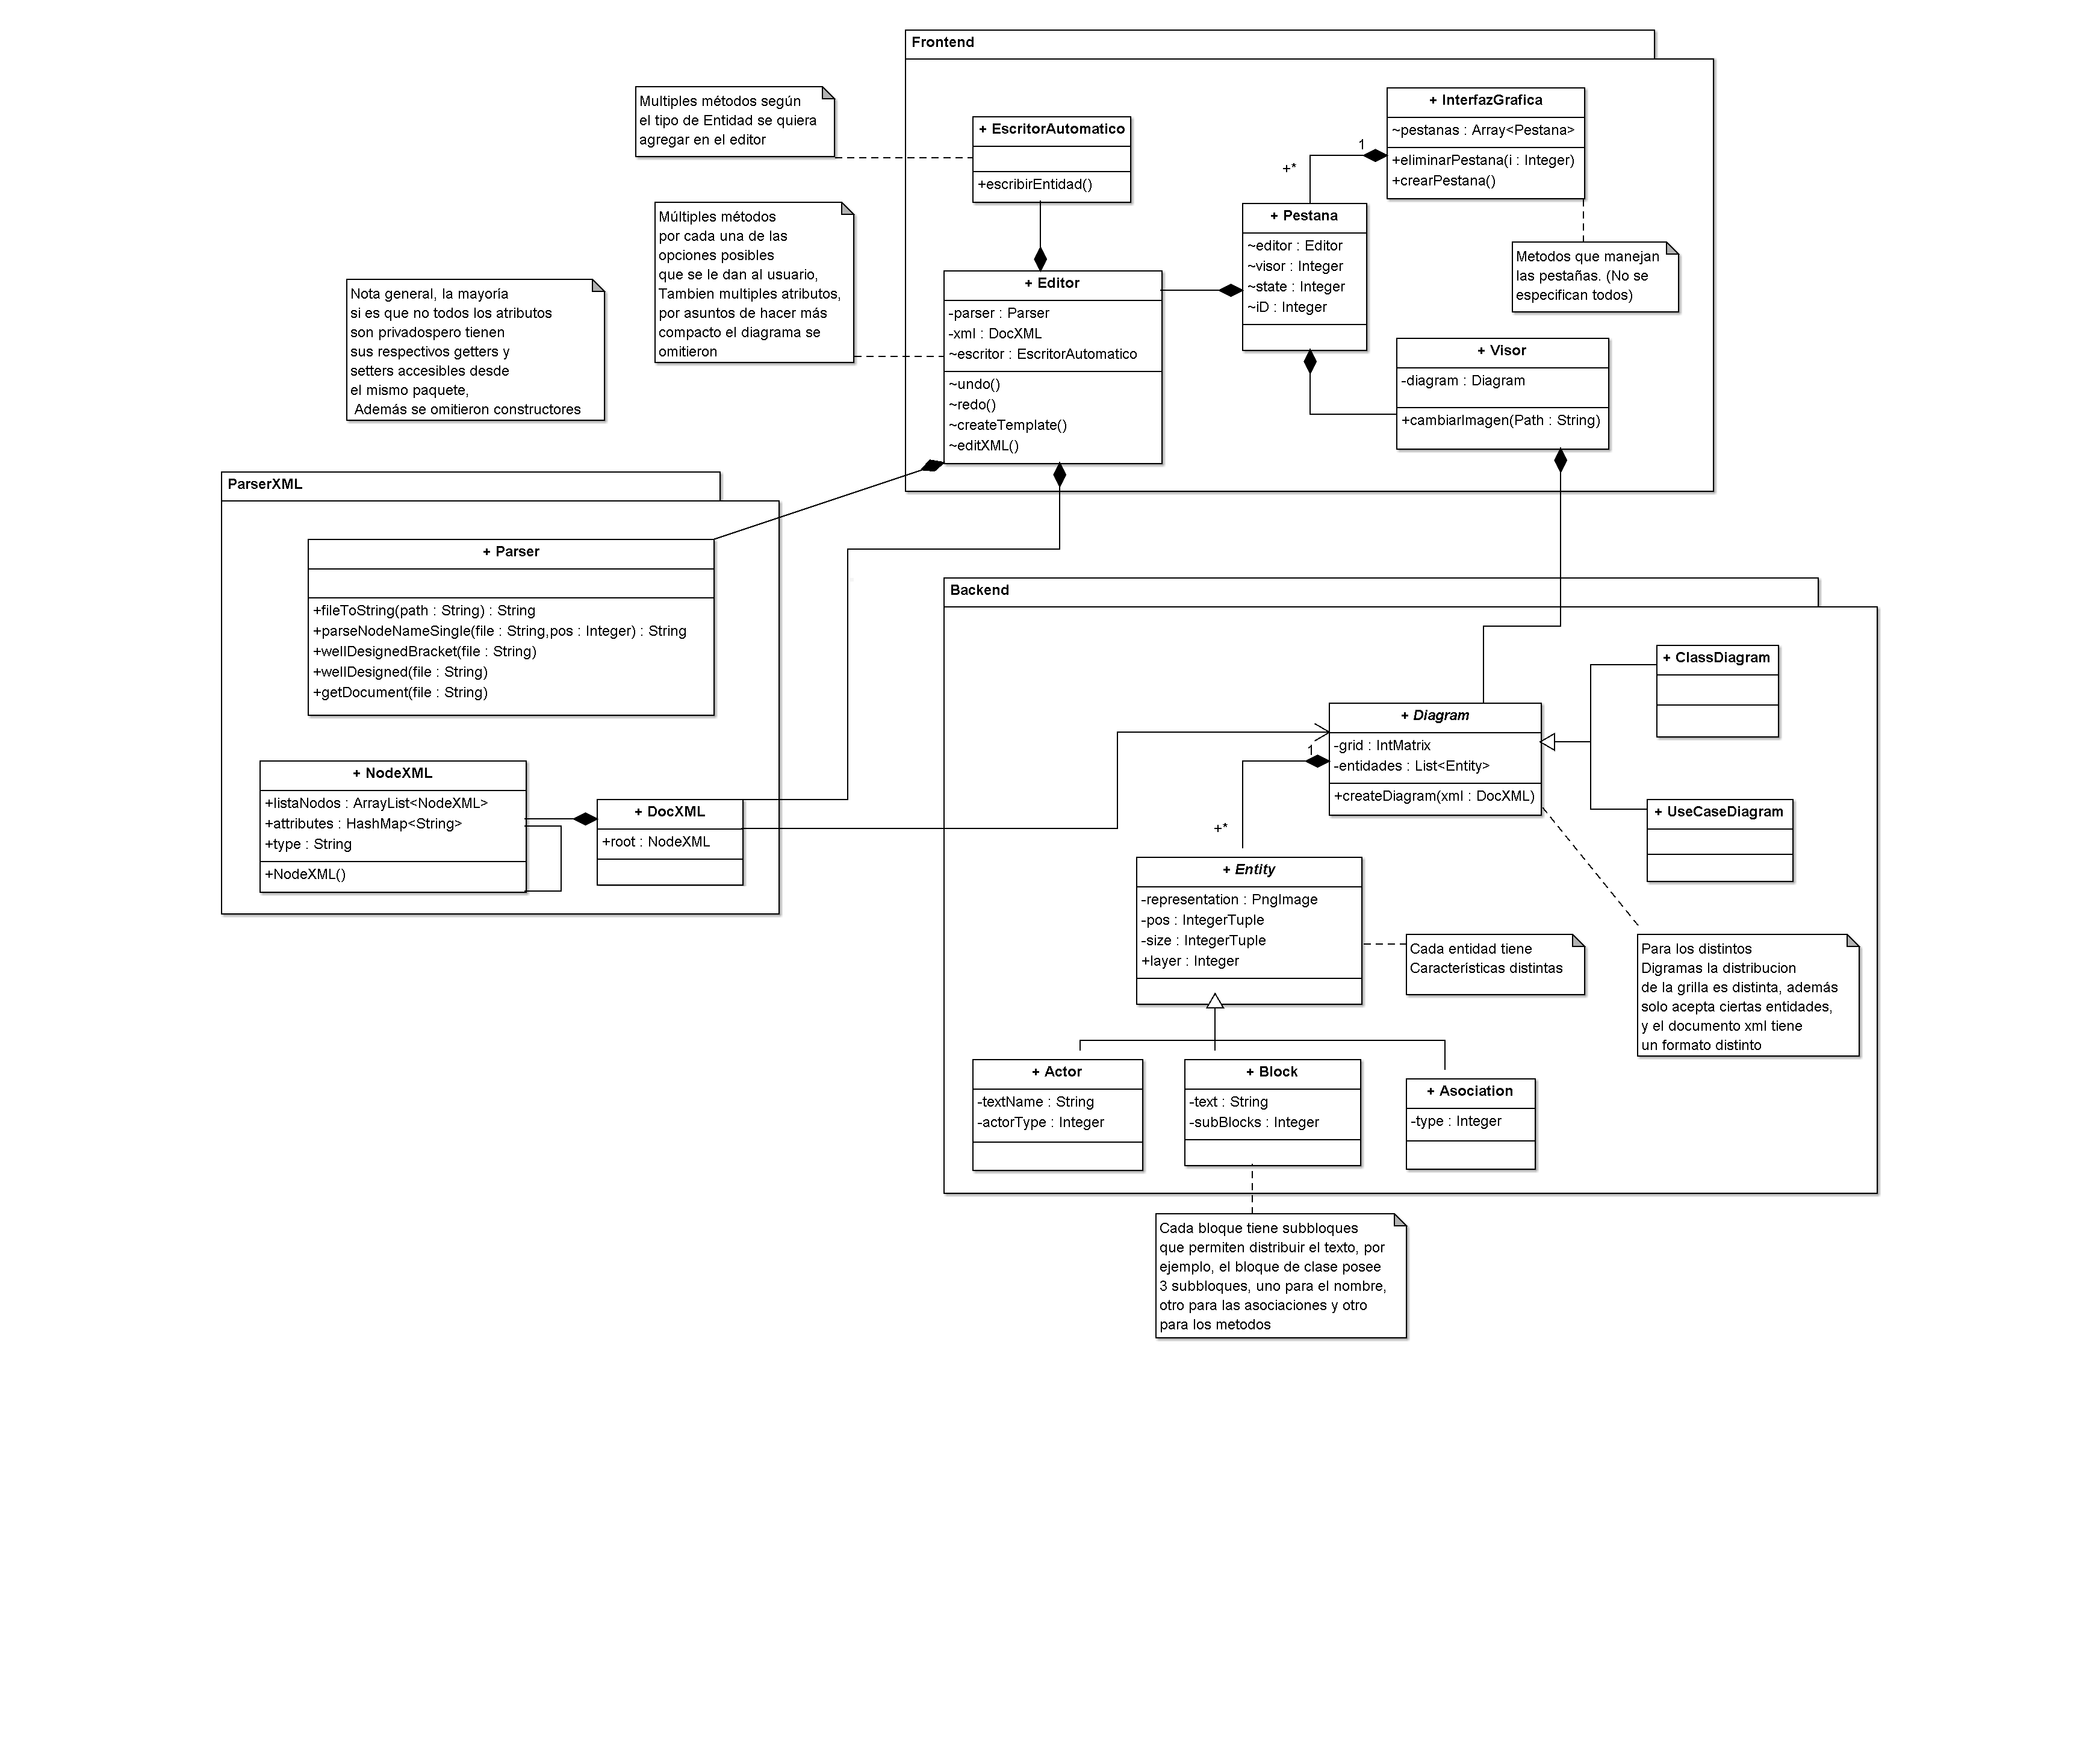 Frontend
Multiples métodos según
el tipo de Entidad se quiera
agregar en el editor
+ EscritorAutomatico
+escribirEntidad()
+ InterfazGrafica
~pestanas : Array<Pestana>
+eliminarPestana(i : Integer)
+crearPestana()
1
+*
Múltiples métodos
por cada una de las
opciones posibles
que se le dan al usuario,
Tambien multiples atributos,
por asuntos de hacer más
compacto el diagrama se
omitieron
+ Pestana
~editor : Editor
~visor : Integer
~state : Integer
~iD : Integer
Metodos que manejan
las pestañas. (No se
especifican todos)
Nota general, la mayoría
si es que no todos los atributos
son privadospero tienen
sus respectivos getters y
setters accesibles desde
el mismo paquete,
Además se omitieron constructores
+ Editor
-parser : Parser
-xml : DocXML
~escritor : EscritorAutomatico
~undo()
~redo()
~createTemplate()
~editXML()
+ Visor
-diagram : Diagram
+cambiarImagen(Path : String)
ParserXML
+ Parser
+fileToString(path : String) : String
+parseNodeNameSingle(file : String,pos : Integer) : String
+wellDesignedBracket(file : String)
+wellDesigned(file : String)
+getDocument(file : String)
+ NodeXML
+listaNodos : ArrayList<NodeXML>
+attributes : HashMap<String>
+type : String
+NodeXML()
+ DocXML
+root : NodeXML
Backend
+ ClassDiagram
+ Diagram
-grid : IntMatrix
-entidades : List<Entity>
+createDiagram(xml : DocXML)
1
+*
+ UseCaseDiagram
+ Entity
-representation : PngImage
-pos : IntegerTuple
-size : IntegerTuple
+layer : Integer
Cada entidad tiene
Características distintas
Para los distintos
Digramas la distribucion
de la grilla es distinta, además
solo acepta ciertas entidades,
y el documento xml tiene
un formato distinto
+ Actor
-textName : String
-actorType : Integer
+ Block
-text : String
-subBlocks : Integer
+ Asociation
-type : Integer
Cada bloque tiene subbloques
que permiten distribuir el texto, por
ejemplo, el bloque de clase posee
3 subbloques, uno para el nombre,
otro para las asociaciones y otro
para los metodos